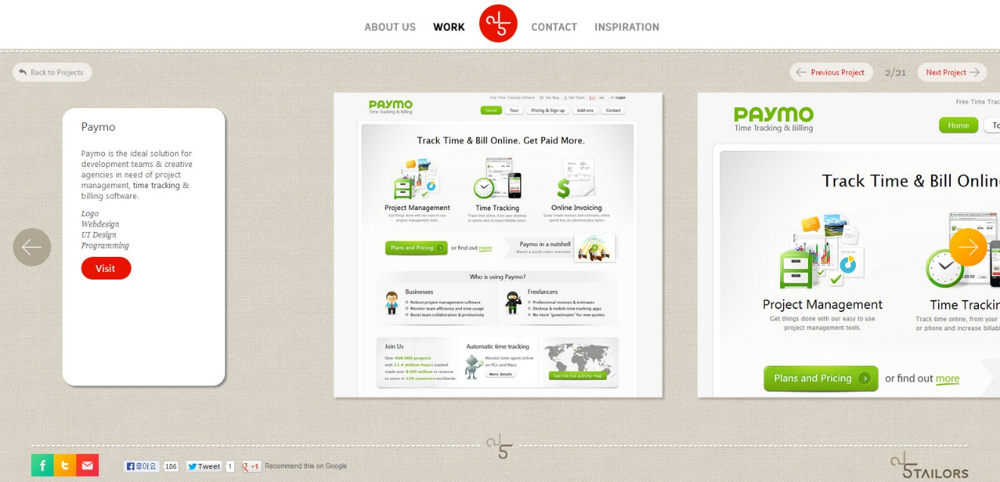 ABOUT US
WORK
CONTACT
INSPIRATION
Back to Projects
Previous Project
2/21
Next Project
Paymo
Paymo is the ideal solution for
development teams & creative
agencies in need of project
management, time tracking &
billing software.
Logo
Webdesign
UI Design
Programming
Visit
PAYMO
Time Tracking & Billing
Free Time Tracking Software
Our Blog
Our Team
Login
Home
Tour
Pricing & Sign up
Add-ons
Contact
Track Time & Bill Online. Get Paid More.
Project Management
Get things done with our easy to use
project management tools.
Time Tracking
Track time online, from your desktop
or phone and increase billable hours.
Online Invoicing
Easily create invoices and estimates online
spend less on administrative tasks!
Plans and Pricing
or find out more
Paymo in a nutshell
Watch a quick video overview
Who is using Paymo?
Businesses
Robust project management software
Monitor team efficiency and time usage
Boost team collaboration & productivity
Freelancers
Professional invoices & estimates
Desktop & mobile time tracking apps
No more "guestimates" for new quotes
Join Us
Over 460 000 projects
with 11.4 million hours tracked
made over $100 million in revenue
to users in 120 countries worldwide
Automatic time tracking
Monitor time spent online
on PCs and Macs
More details
See the live activity map
PAYMO
Time Tracking & Billing
Free Time Trac
Home
To
Track Time & Bill Onlin
Project Management
Get things done with our easy to use
project management tools.
Time Trackin
Track time online, from your
or phone and increase billabl
Plans and Pricing
or find out more
좋아요
186
Tweet
1
+1
Recommend this on Google
5TAILORS